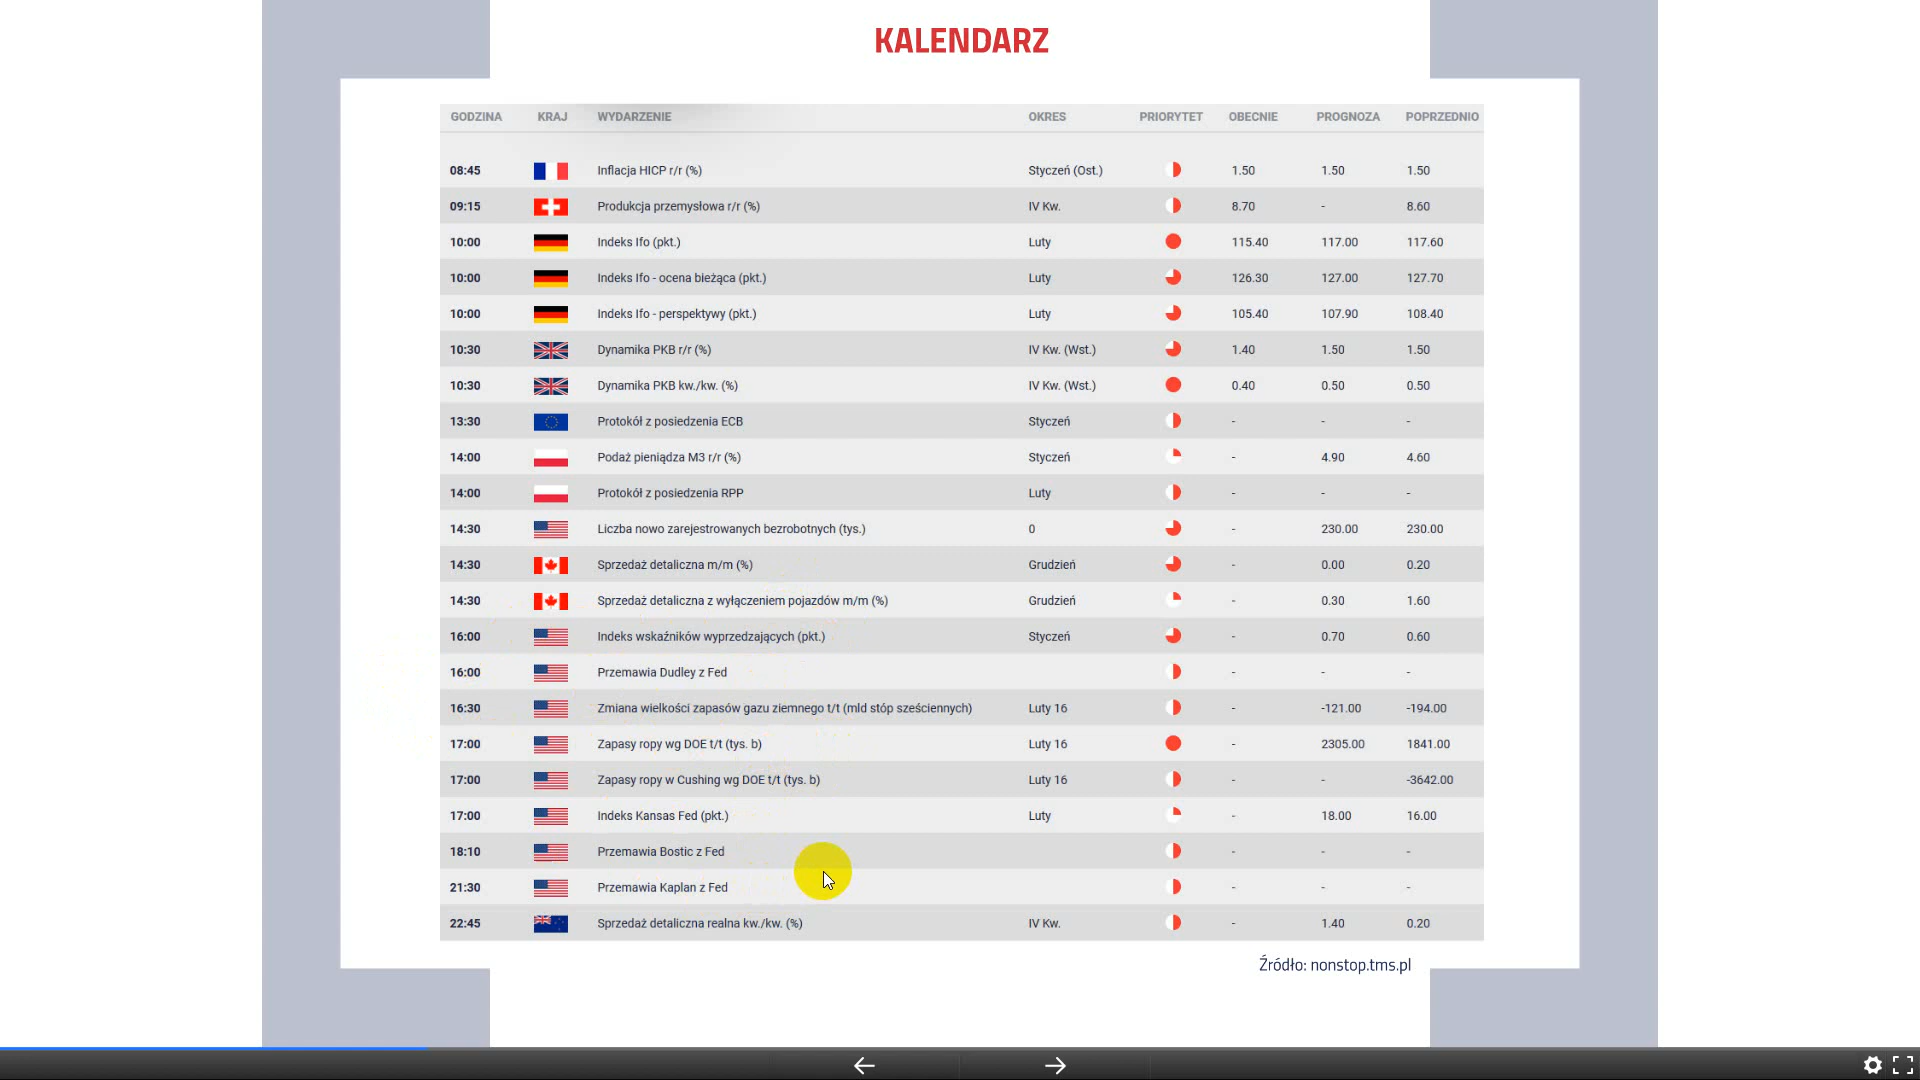 KALENDARZ
GODZINA KRAJ WYDARZENIE OKRES PRIORYTET OBECNIE PROGNOZA POPRZEDNIO
08:45 Inflacja HICP r/r (%) Styczeń (Ost.) 1.50 1.50 1.50
09:15 Produkcja przemysłowa r/r (%) IV Kw. 8.70 - 8.60
10:00 Indeks Ifo (pkt.) Luty 115.40 117.00 117.60
10:00 Indeks Ifo - ocena bieżąca (pkt.) Luty 126.30 127.00 127.70
10:00 Indeks Ifo - perspektywy (pkt.) Luty 105.40 107.90 108.40
10:30 Dynamika PKB r/r (%) IV Kw. (Wst.) 1.40 1.50 1.50
10:30 Dynamika PKB kw./kw. (%) IV Kw. (Wst.) 0.40 0.50 0.50
13:30 Protokół z posiedzenia ECB Styczeń - - -
14:00 Podaż pieniądza M3 r/r (%) Styczeń - 4.90 4.60
14:00 Protokół z posiedzenia RPP Luty - - -
14:30 Liczba nowo zarejestrowanych bezrobotnych (tys.) 0 - 230.00 230.00
14:30 Sprzedaż detaliczna m/m (%) Grudzień - 0.00 0.20
14:30 Sprzedaż detaliczna z wyłączeniem pojazdów m/m (%) Grudzień - 0.30 1.60
16:00 Indeks wskaźników wyprzedzających (pkt.) Styczeń - 0.70 0.60
16:00 Przemawia Dudley z Fed - - -
16:30 Zmiana wielkości zapasów gazu ziemnego t/t (mld stóp sześciennych) Luty 16 - -121.00 -194.00
17:00 Zapasy ropy wg DOE t/t (tys. b) Luty 16 - 2305.00 1841.00
17:00 Zapasy ropy w Cushing wg DOE t/t (tys. b) Luty 16 - - -3642.00
17:00 Indeks Kansas Fed (pkt.) Luty - 18.00 16.00
18:10 Przemawia Bostic z Fed - - -
21:30 Przemawia Kaplan z Fed - - -
22:45 Sprzedaż detaliczna realna kw./kw. (%) IV Kw. - 1.40 0.20
Źródło: nonstop.tms.pl